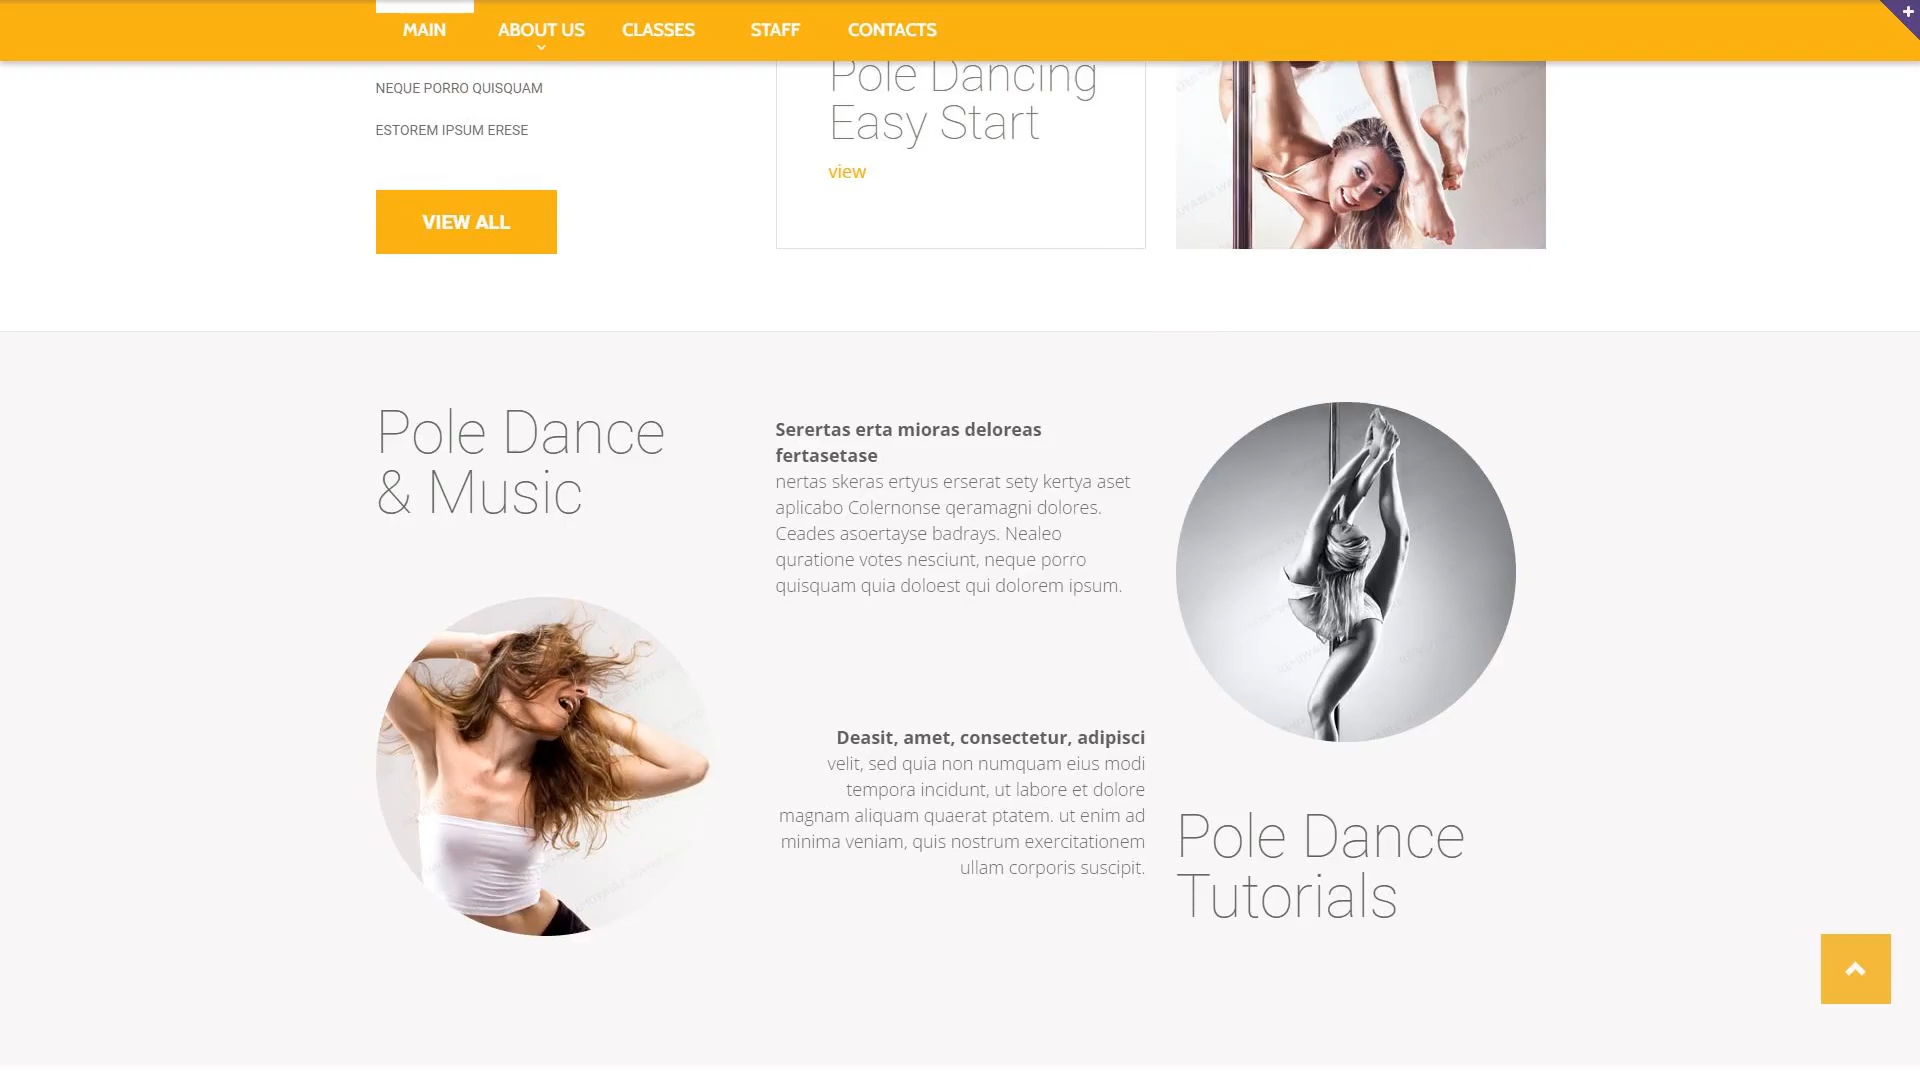 MAIN
ABOUT US
CLASSES
STAFF
CONTACTS
NEQUE PORRO QUISQUAM
ESTOREM IPSUM ERESE
VIEW ALL
Pole Dancing
Easy Start
view
Pole Dance
& Music
Serertas erta mioras deloreas
fertasetase
nertas skeras ertyus erserat sety kertya aset
aplicabo Colernonse qeramagni dolores.
Ceades asoertayse badrays. Nealeo
quratione votes nesciunt, neque porro
quisquam quia doloest qui dolorem ipsum.
Deasit, amet, consectetur, adipisci
velit, sed quia non numquam eius modi
tempora incidunt, ut labore et dolore
magnam aliquam quaerat ptatem. ut enim ad
minima veniam, quis nostrum exercitationem
ullam corporis suscipit.
Pole Dance
Tutorials